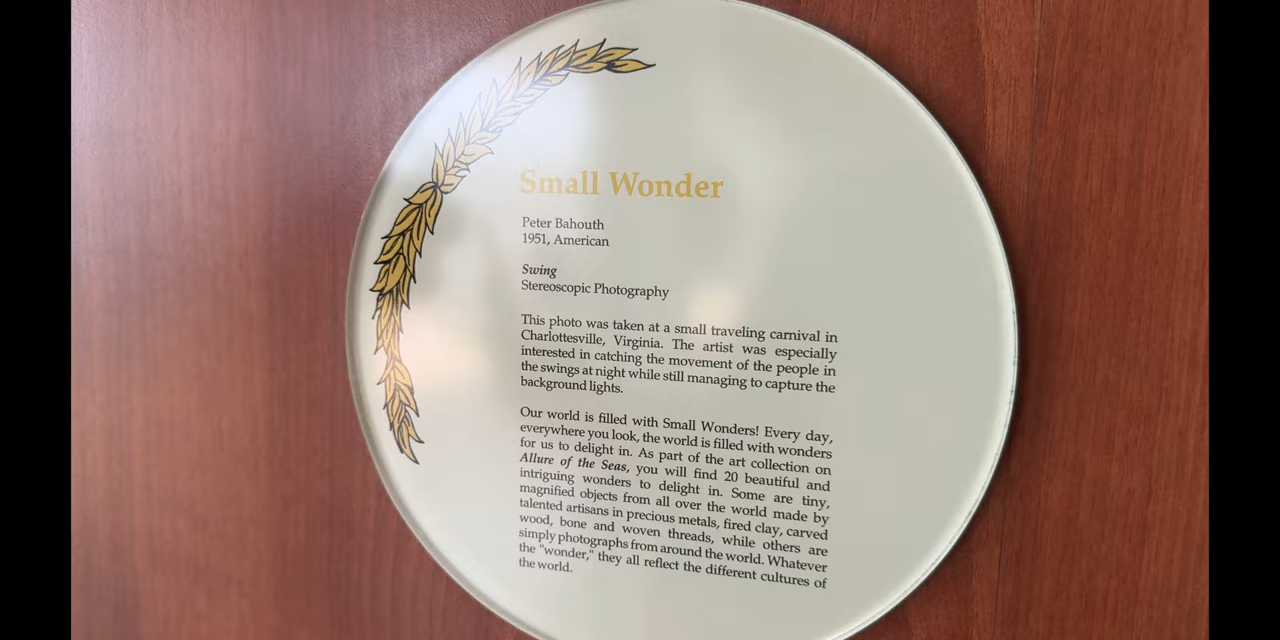 Small Wonder
Peter Bahouth
1951, American
Swing
Stereoscopic Photography
This photo was taken at a small traveling carnival in
Charlottesville, Virginia. The artist was especially
interested in catching the movement of the people in
the swings at night while still managing to capture the
background lights.
Our world is filled with Small Wonders! Every day,
everywhere you look, the world is filled with wonders
for us to delight in. As part of the art collection on
Allure of the Seas, you will find 20 beautiful and
intriguing wonders to delight in. Some are tiny,
magnified objects from all over the world made by
talented artisans in precious metals, fired clay, carved
wood, bone and woven threads, while others are
simply photographs from around the world. Whatever
the "wonder," they all reflect the different cultures of
the world.